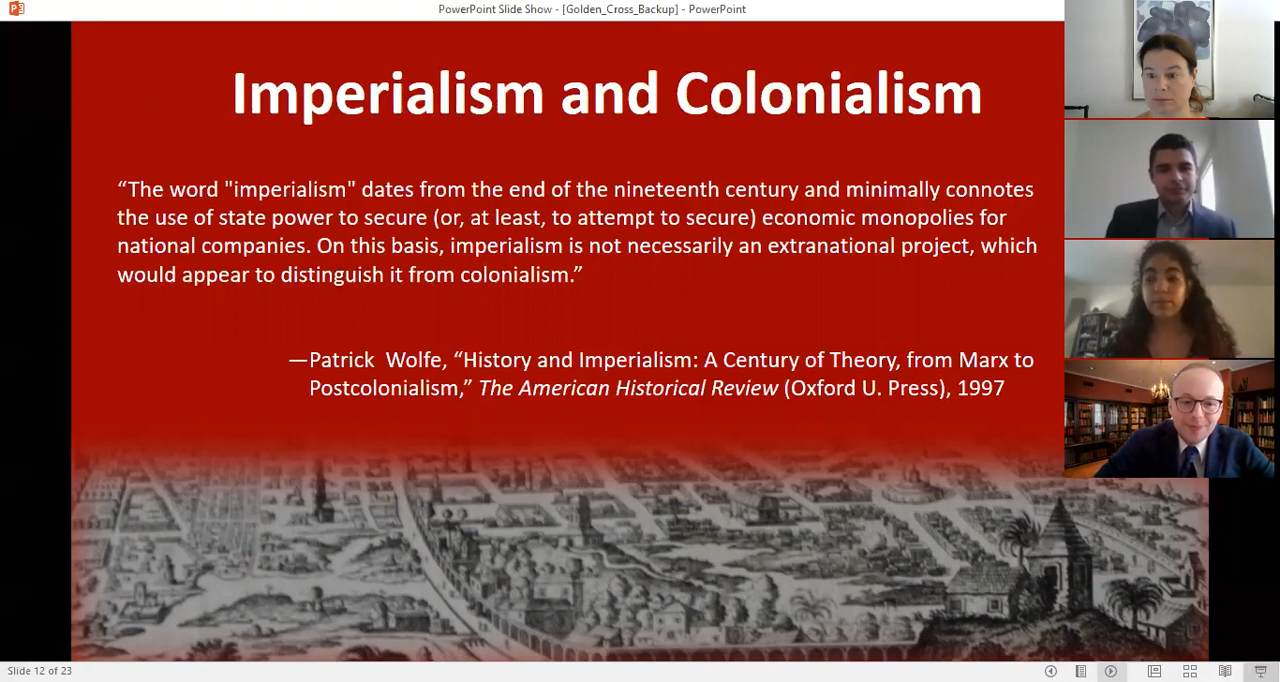 PowerPoint Slide Show - [Golden_Cross_Backup] - PowerPoint
Imperialism and Colonialism
“The word "imperialism" dates from the end of the nineteenth century and minimally connotes
the use of state power to secure (or, at least, to attempt to secure) economic monopolies for
national companies. On this basis, imperialism is not necessarily an extranational project, which
would appear to distinguish it from colonialism.”
—Patrick  Wolfe, “History and Imperialism: A Century of Theory, from Marx to
Postcolonialism,” The American Historical Review (Oxford U. Press), 1997
Slide 12 of 23